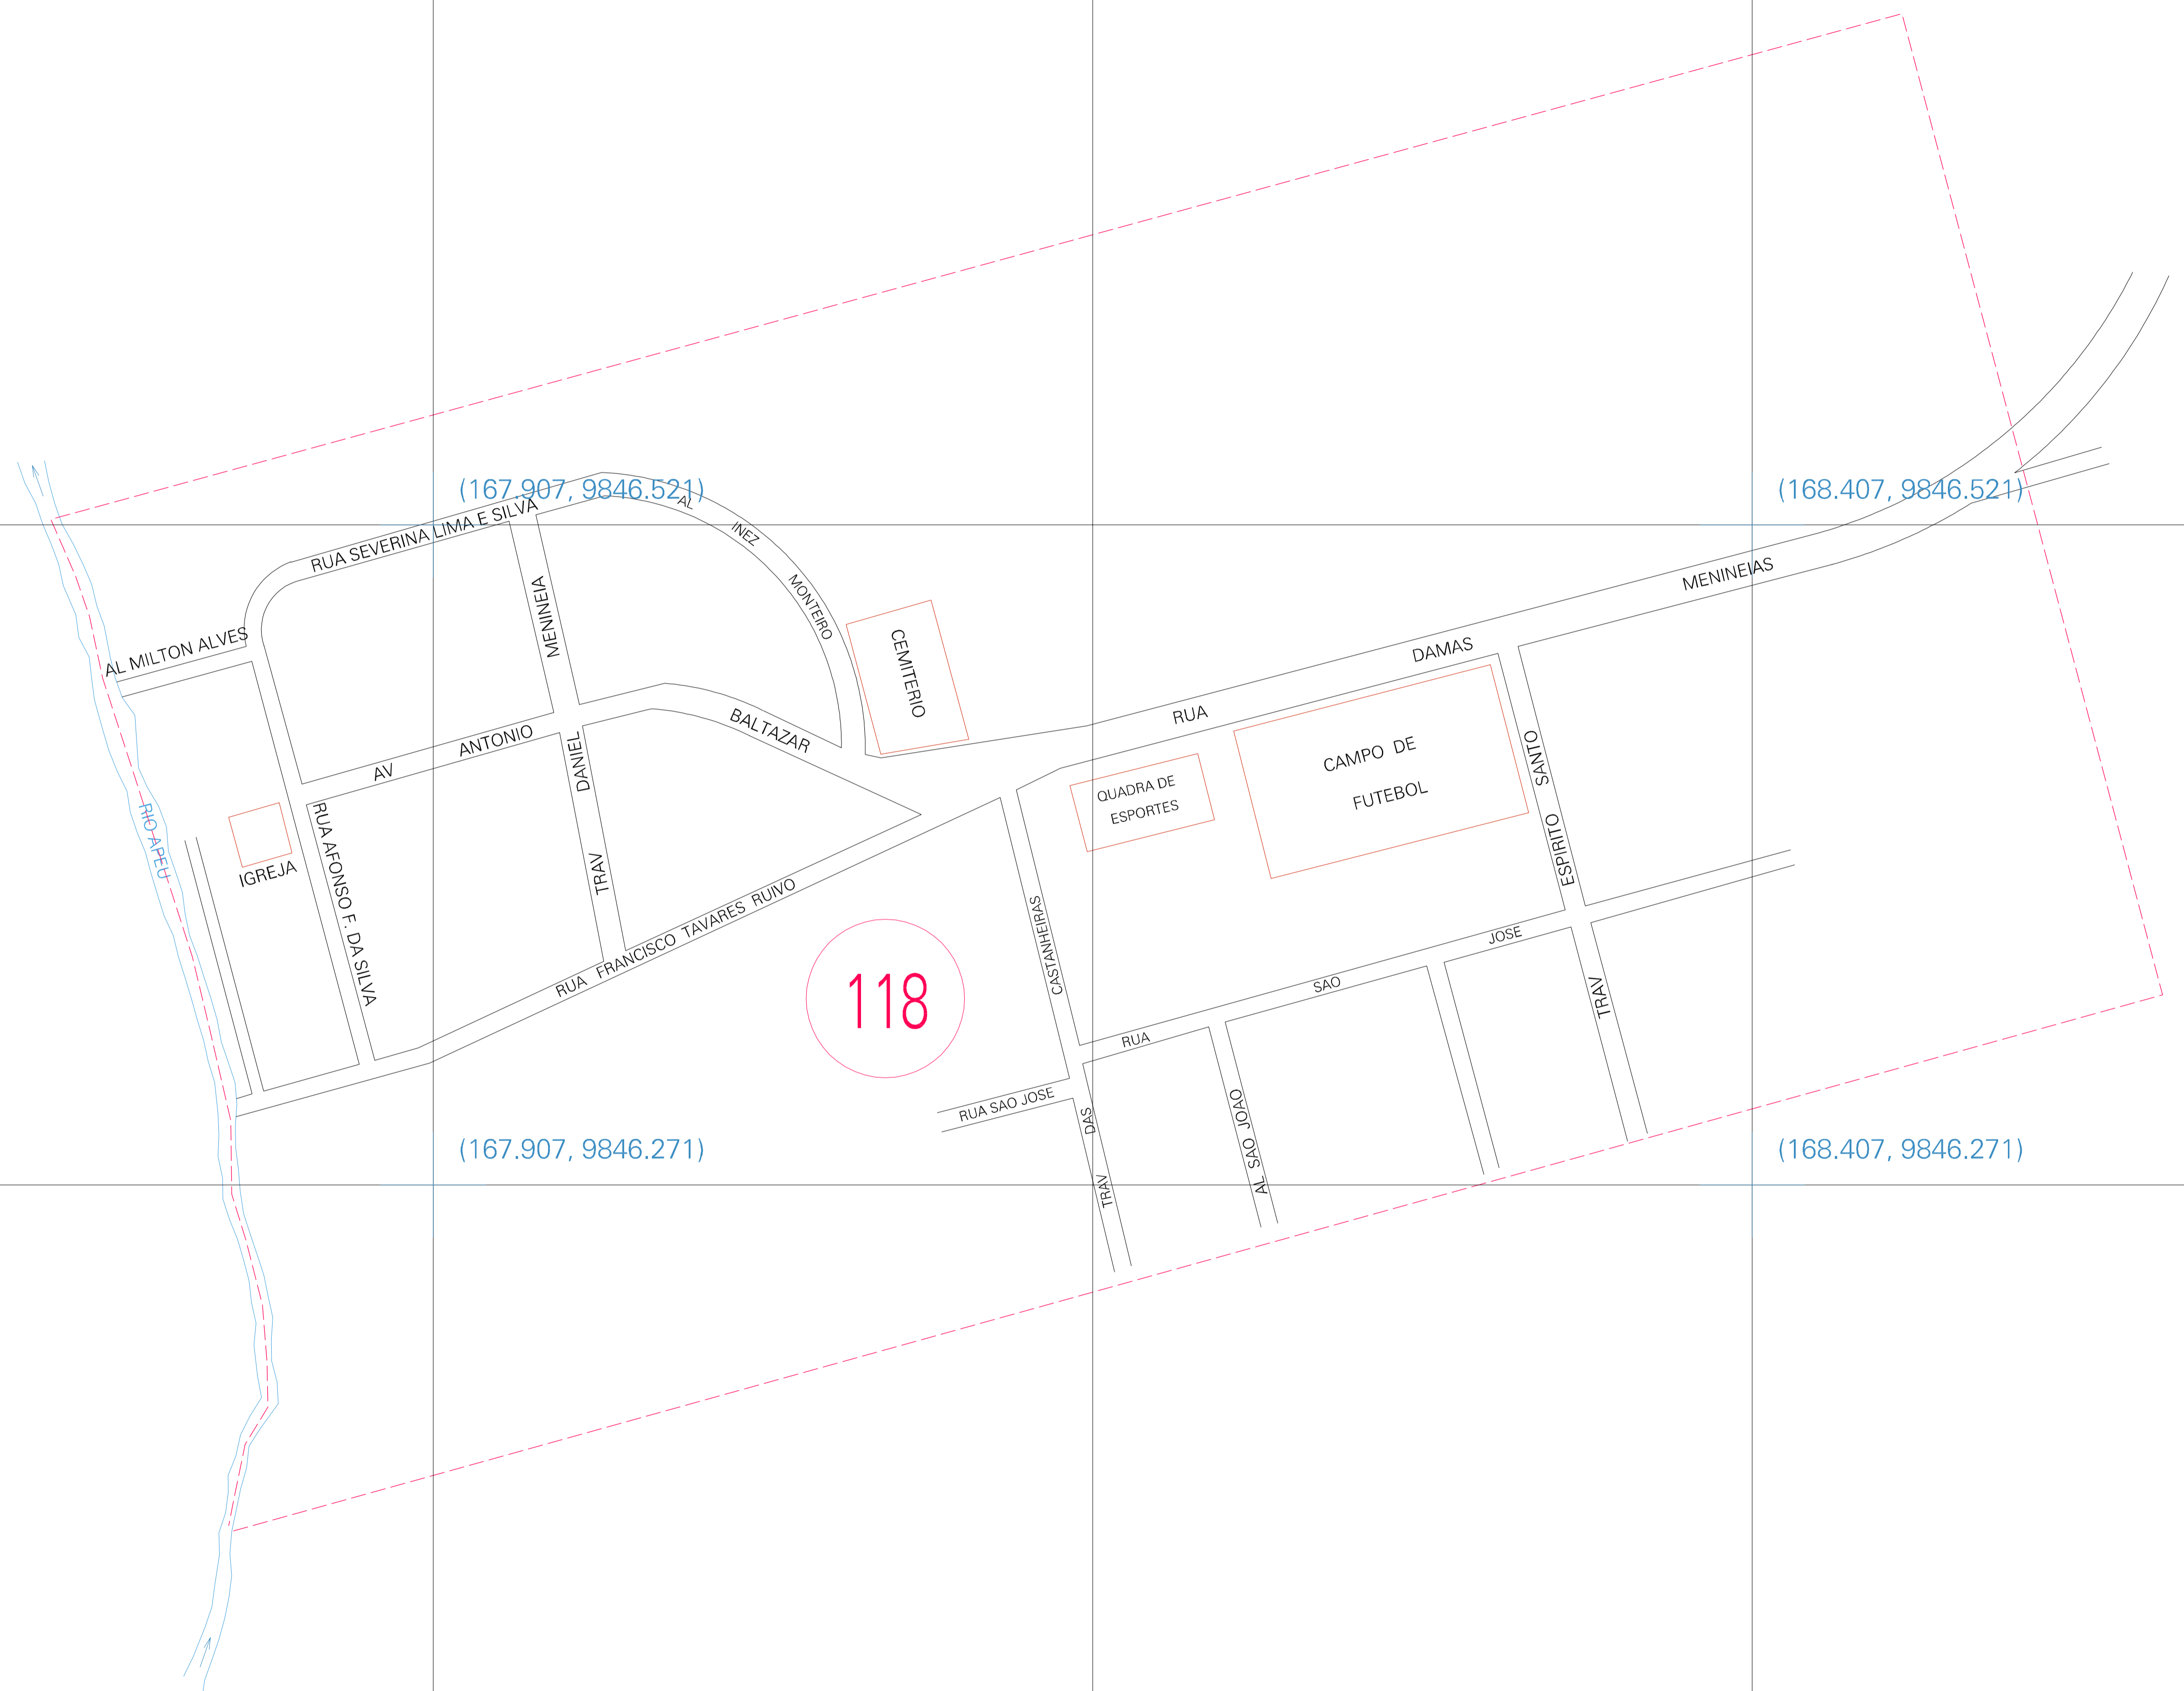 (167.907, 9846.521)
(168.407, 9846.521)
RUA SEVERINA LIMA E SILVA
AL INEZ MONTEIRO
AL MILTON ALVES
MENINEIA
DANIEL
TRAV
CEMITERIO
RUA DAMAS MENINEIAS
AV ANTONIO BALTAZAR
CAMPO DE
FUTEBOL
QUADRA DE
ESPORTES
TRAV ESPIRITO SANTO
RIO APEU
IGREJA
RUA AFONSO F. DA SILVA
RUA FRANCISCO TAVARES RUIVO
118
TRAV DAS CASTANHEIRAS
RUA SAO JOSE
RUA SAO JOSE
AL SAO JOAO
(167.907, 9846.271)
(168.407, 9846.271)